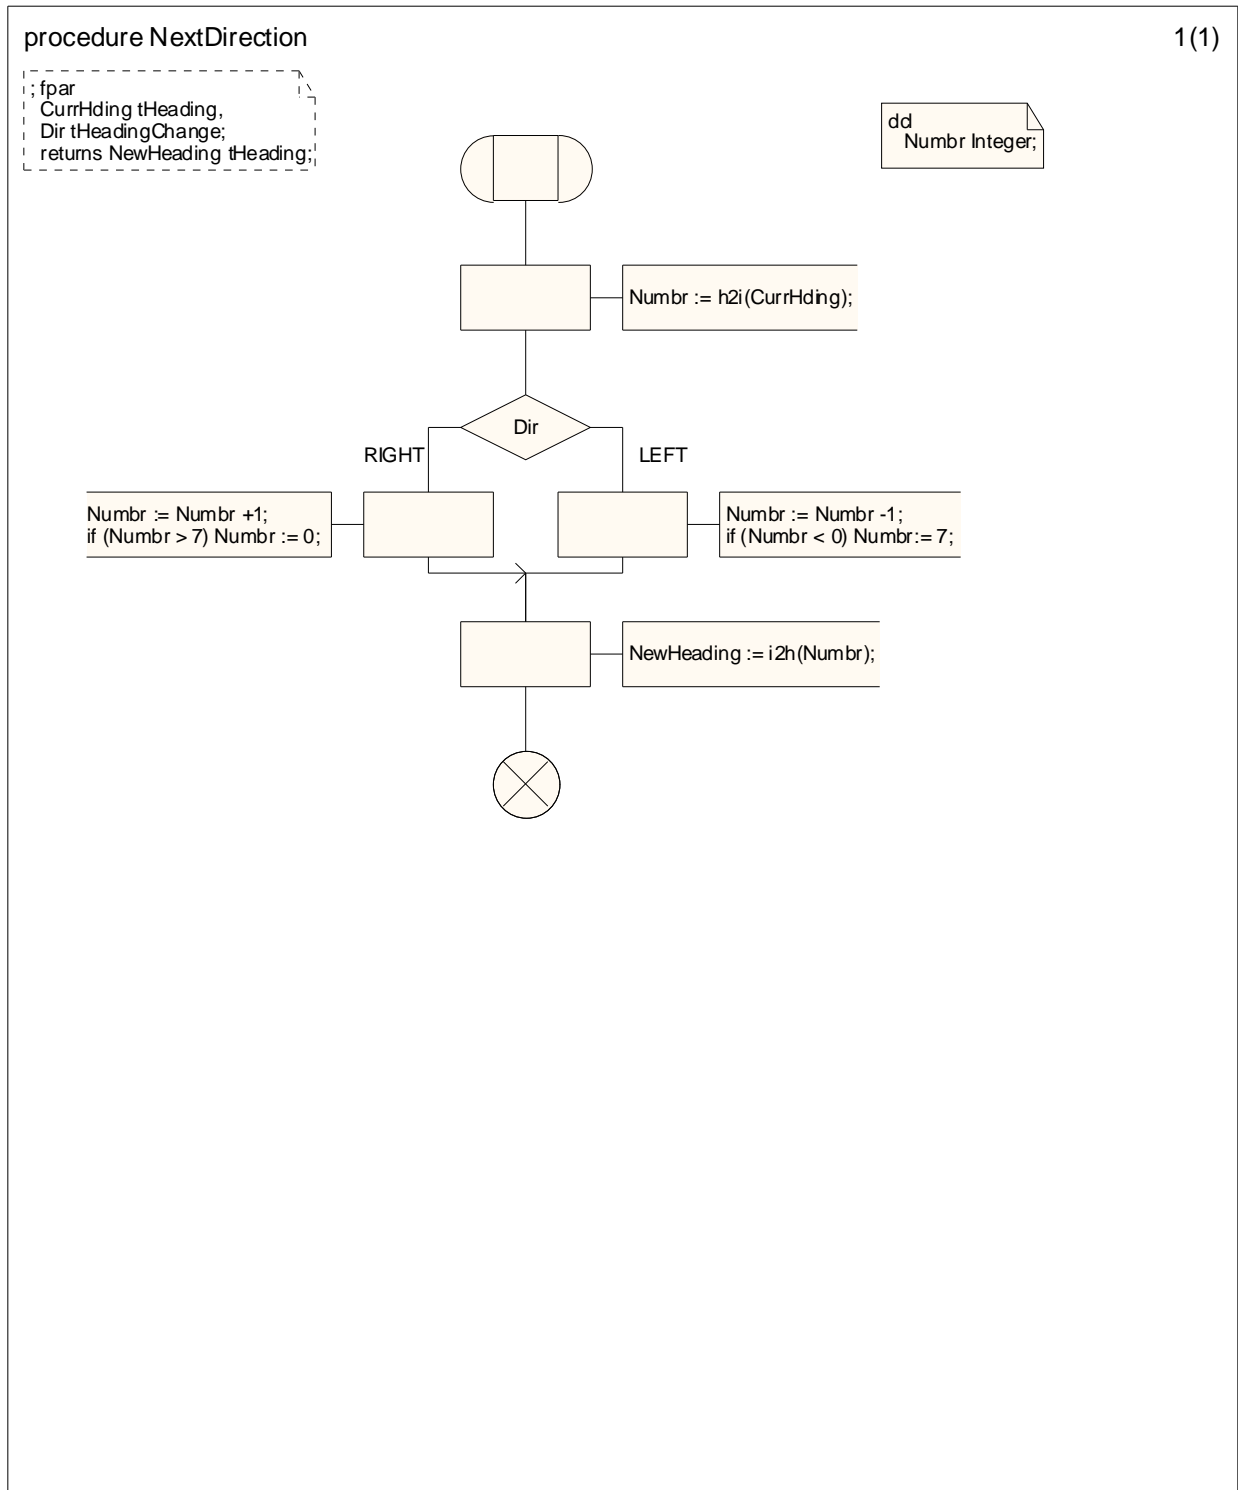 procedure NextDirection
1(1)
; fpar
CurrHding tHeading,
Dir tHeadingChange;
returns NewHeading tHeading;
dcl
Numbr Integer;
Numbr := h2i(CurrHding);
Dir
RIGHT
LEFT
Numbr := Numbr +1;
if (Numbr > 7) Numbr := 0;
Numbr := Numbr -1;
if (Numbr < 0) Numbr:= 7;
NewHeading := i2h(Numbr);